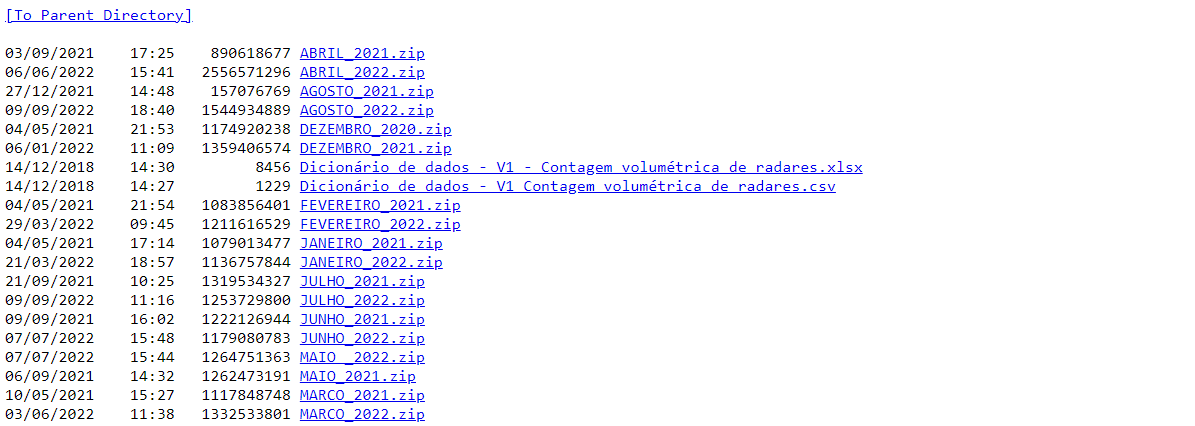 [To Parent Directory]
03/09/2021 17:25 890618677 ABRIL_2021.zip
06/06/2022 15:41 2556571296 ABRIL_2022.zip
27/12/2021 14:48 157076769 AGOSTO_2021.zip
09/09/2022 18:40 1544934889 AGOSTO_2022.zip
04/05/2021 21:53 1174920238 DEZEMBRO_2020.zip
06/01/2022 11:09 1359406574 DEZEMBRO_2021.zip
14/12/2018 14:30 8456 Dicionário de dados - V1 - Contagem volumétrica de radares.xlsx
14/12/2018 14:27 1229 Dicionário de dados - V1 Contagem volumétrica de radares.csv
04/05/2021 21:54 1083856401 FEVEREIRO_2021.zip
29/03/2022 09:45 1211616529 FEVEREIRO_2022.zip
04/05/2021 17:14 1079013477 JANEIRO_2021.zip
21/03/2022 18:57 1136757844 JANEIRO_2022.zip
21/09/2021 10:25 1319534327 JULHO_2021.zip
09/09/2022 11:16 1253729800 JULHO_2022.zip
09/09/2021 16:02 1222126944 JUNHO_2021.zip
07/07/2022 15:48 1179080783 JUNHO_2022.zip
07/07/2022 15:44 1264751363 MAIO _2022.zip
06/09/2021 14:32 1262473191 MAIO_2021.zip
10/05/2021 15:27 1117848748 MARCO_2021.zip
03/06/2022 11:38 1332533801 MARCO_2022.zip